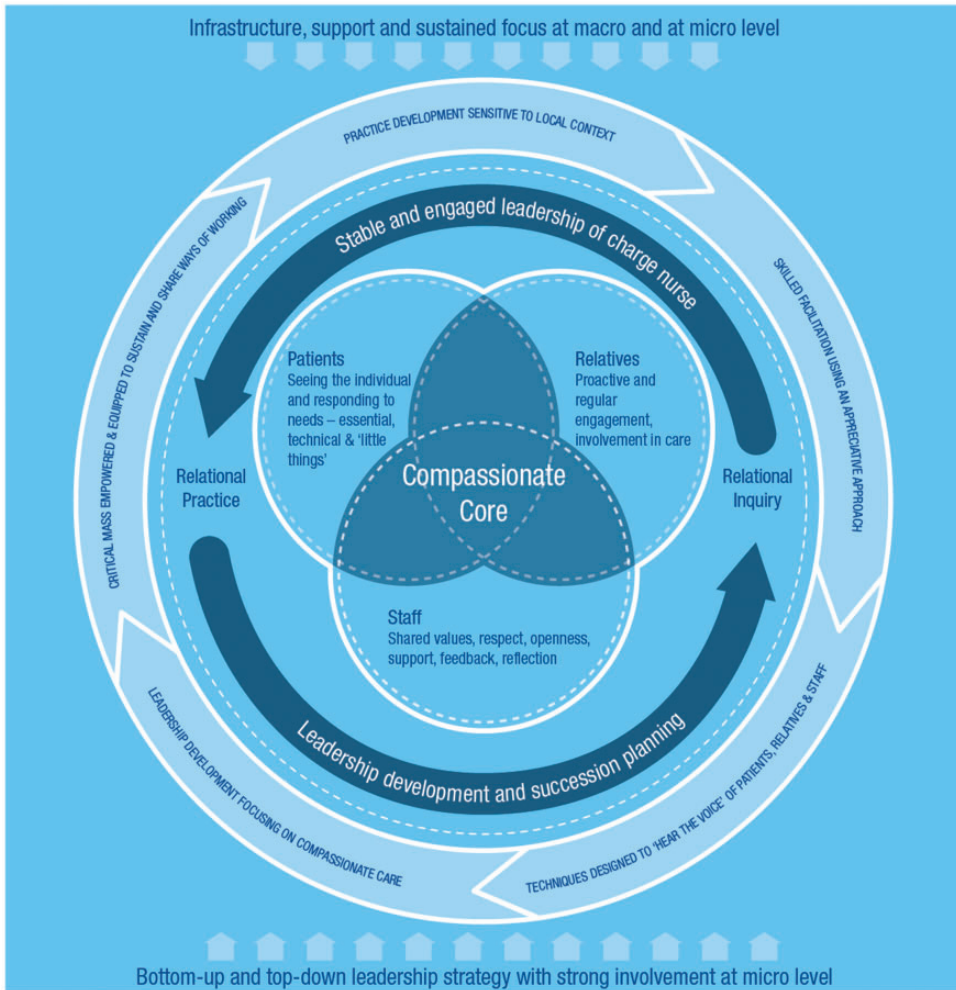 Infrastructure, support and sustained focus at macro and at micro level
PRACTICE DEVELOPMENT SENSITIVE TO LOCAL CONTEXT
SKILLED FACILITATION USING AN APPRECIATIVE APPROACH
TECHNIQUES DESIGNED TO ‘HEAR THE VOICE’ OF PATIENTS, RELATIVES & STAFF
LEADERSHIP DEVELOPMENT FOCUSING ON COMPASSIONATE CARE
CRITICAL MASS EMPOWERED & EQUIPPED TO SUSTAIN AND SHARE WAYS OF WORKING
Stable and engaged leadership of charge nurse
Patients
Seeing the individual
and responding to
needs – essential,
technical & ‘little
things’
Relatives
Proactive and
regular
engagement,
involvement in care
Relational
Practice
Compassionate
Core
Relational
Inquiry
Staff
Shared values, respect, openness,
support, feedback, reflection
Leadership development and succession planning
Bottom-up and top-down leadership strategy with strong involvement at micro level